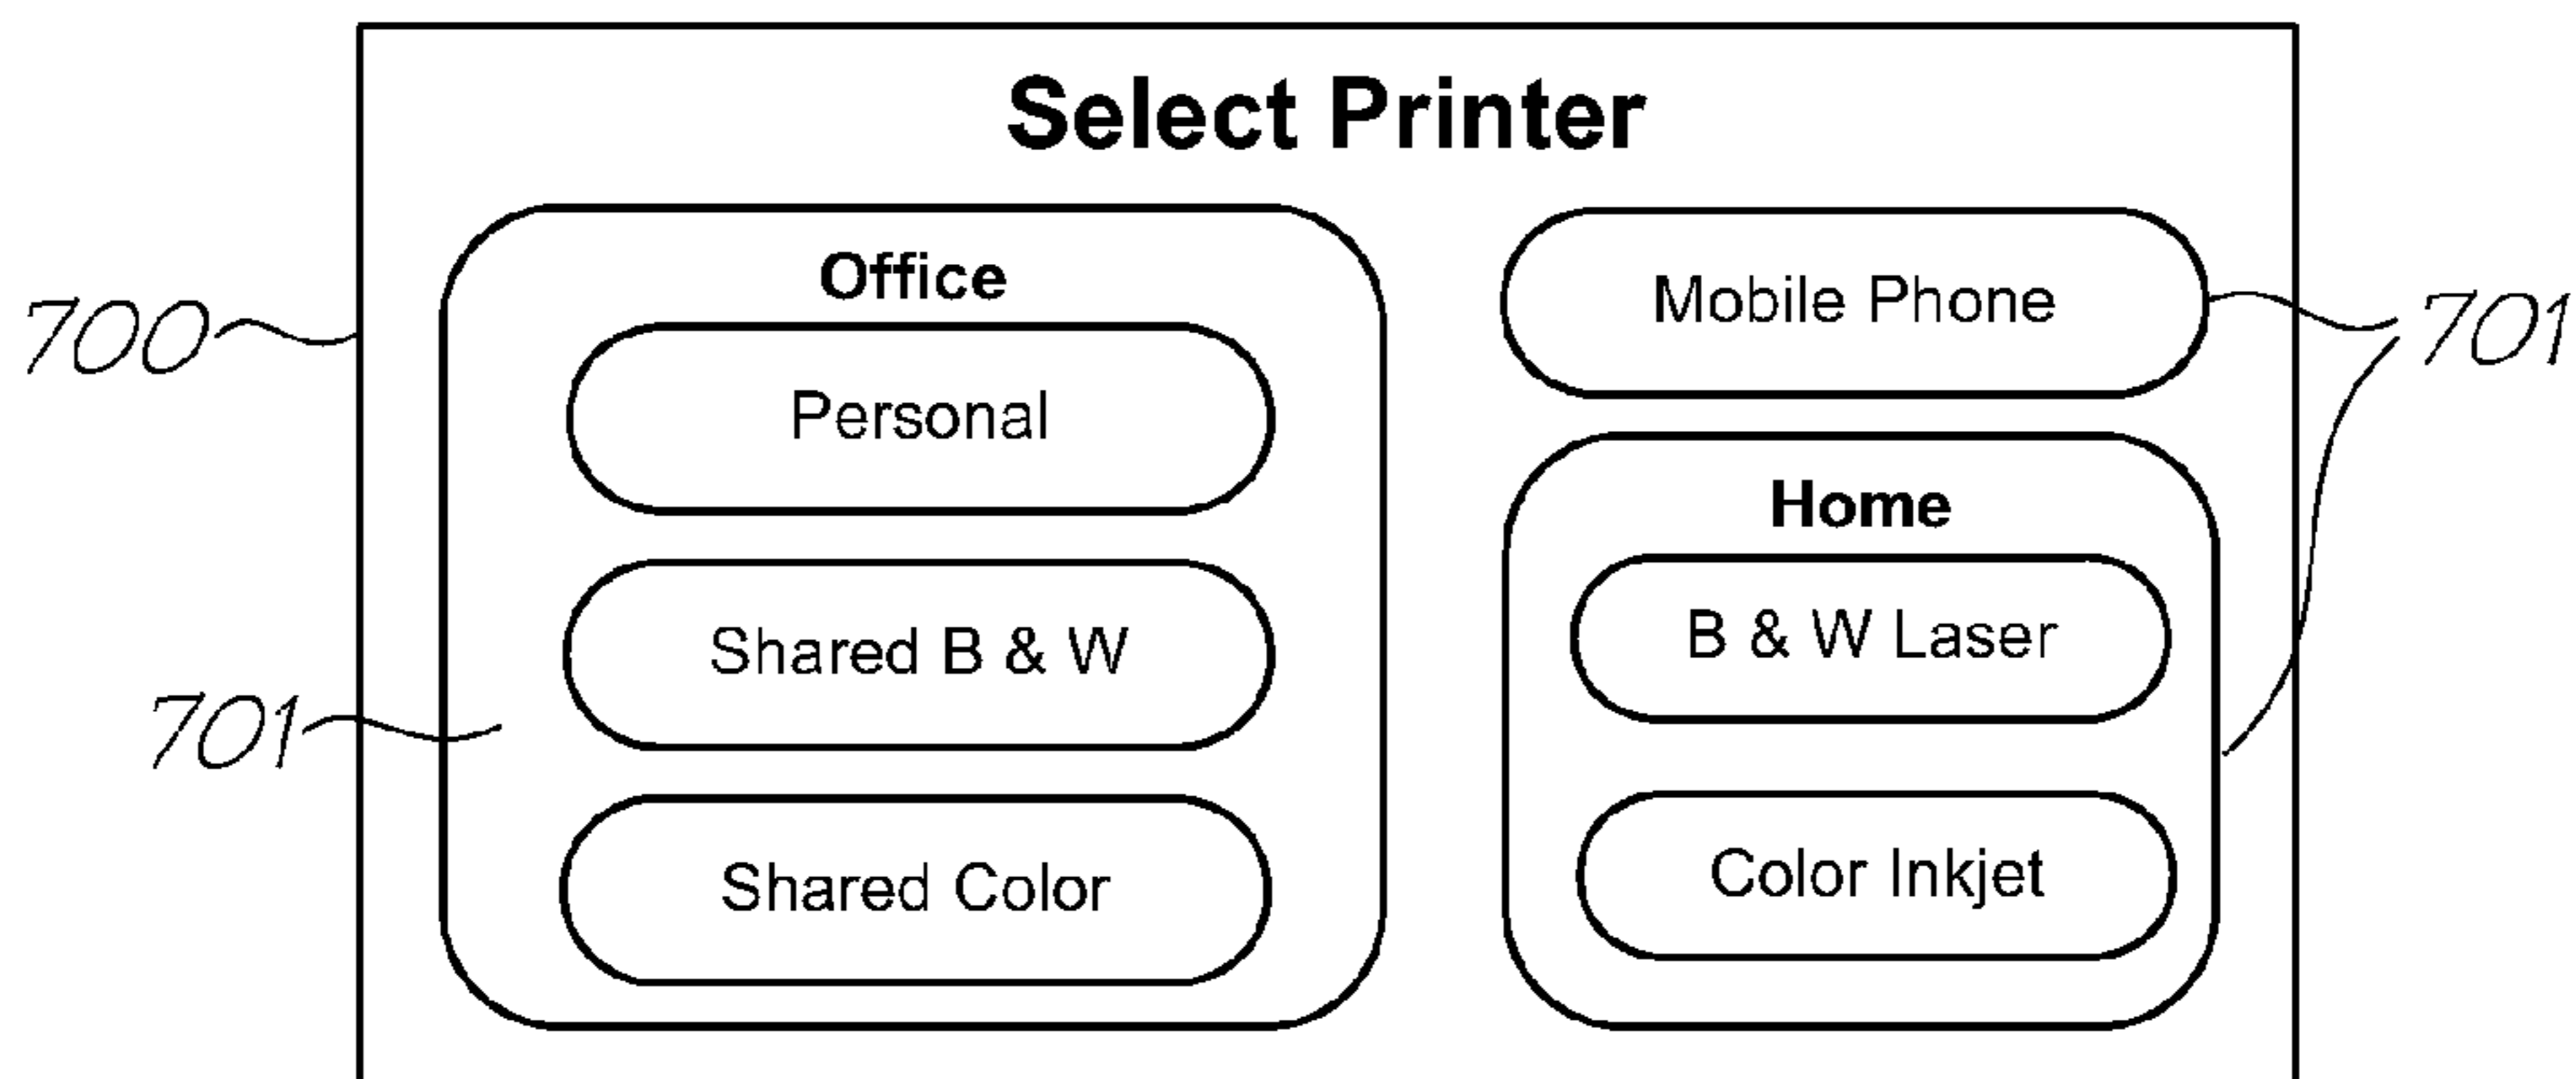 Select Printer
Office
Personal
Shared B & W
Shared Color
Mobile Phone
Home
B & W Laser
Color Inkjet
700
701
701